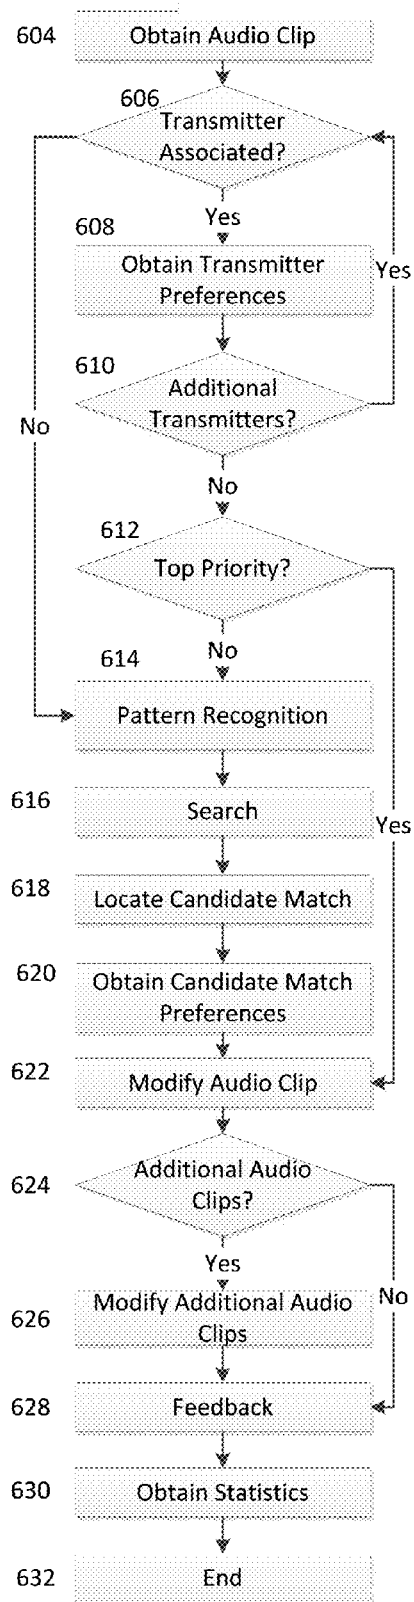 604
Obtain Audio Clip
606
Transmitter
Associated?
Yes
608
Obtain Transmitter
Preferences
Yes
610
Additional
Transmitters?
No
No
612
Top Priority?
No
614
Pattern Recognition
616
Search
Yes
618
Locate Candidate Match
620
Obtain Candidate Match
Preferences
622
Modify Audio Clip
624
Additional Audio
Clips?
Yes
No
626
Modify Additional Audio
Clips
628
Feedback
630
Obtain Statistics
632
End